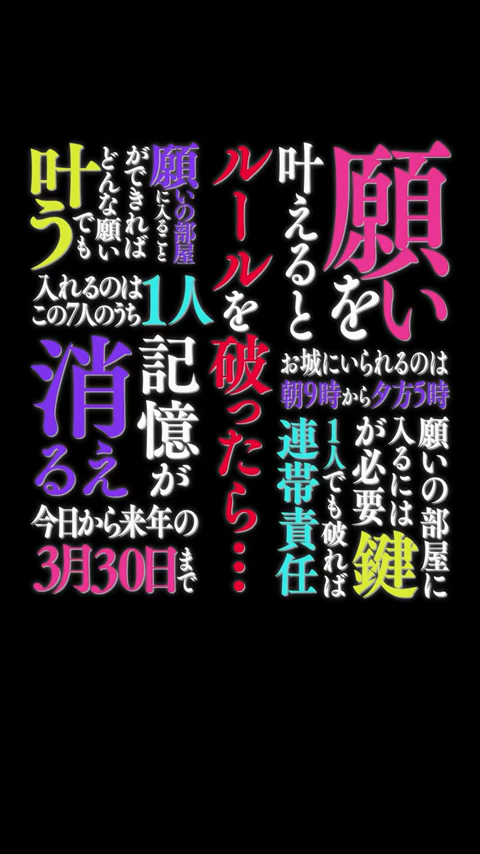 願いを
叶えると
お城にいられるのは
朝9時から夕方5時
願いの部屋に
入るには
鍵が必要
1人でも破れば
連帯責任
ルールを破ったら…
願いの部屋
に入ること
ができれば
どんな願い
でも
叶う
入れるのは
この7人のうち1人
記憶が
消える
今日から来年の
3月30日まで